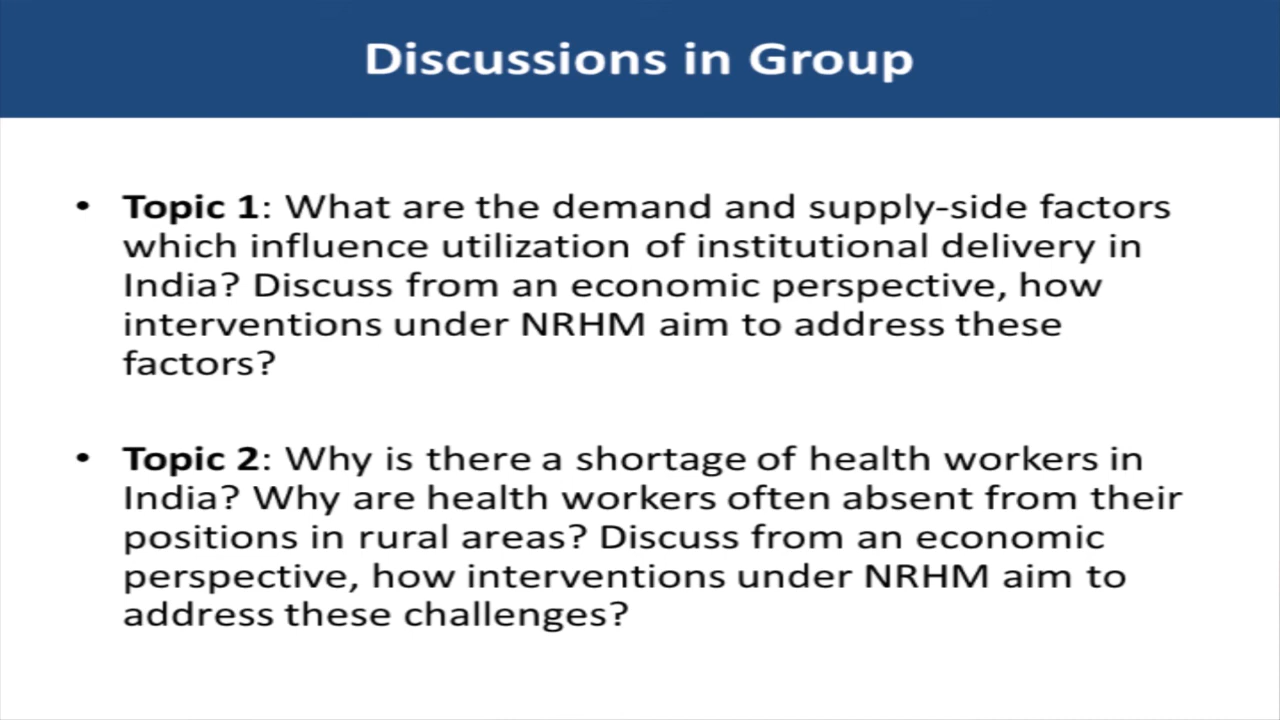 Discussions in Group
• Topic 1: What are the demand and supply-side factors
which influence utilization of institutional delivery in
India? Discuss from an economic perspective, how
interventions under NRHM aim to address these
factors?
• Topic 2: Why is there a shortage of health workers in
India? Why are health workers often absent from their
positions in rural areas? Discuss from an economic
perspective, how interventions under NRHM aim to
address these challenges?